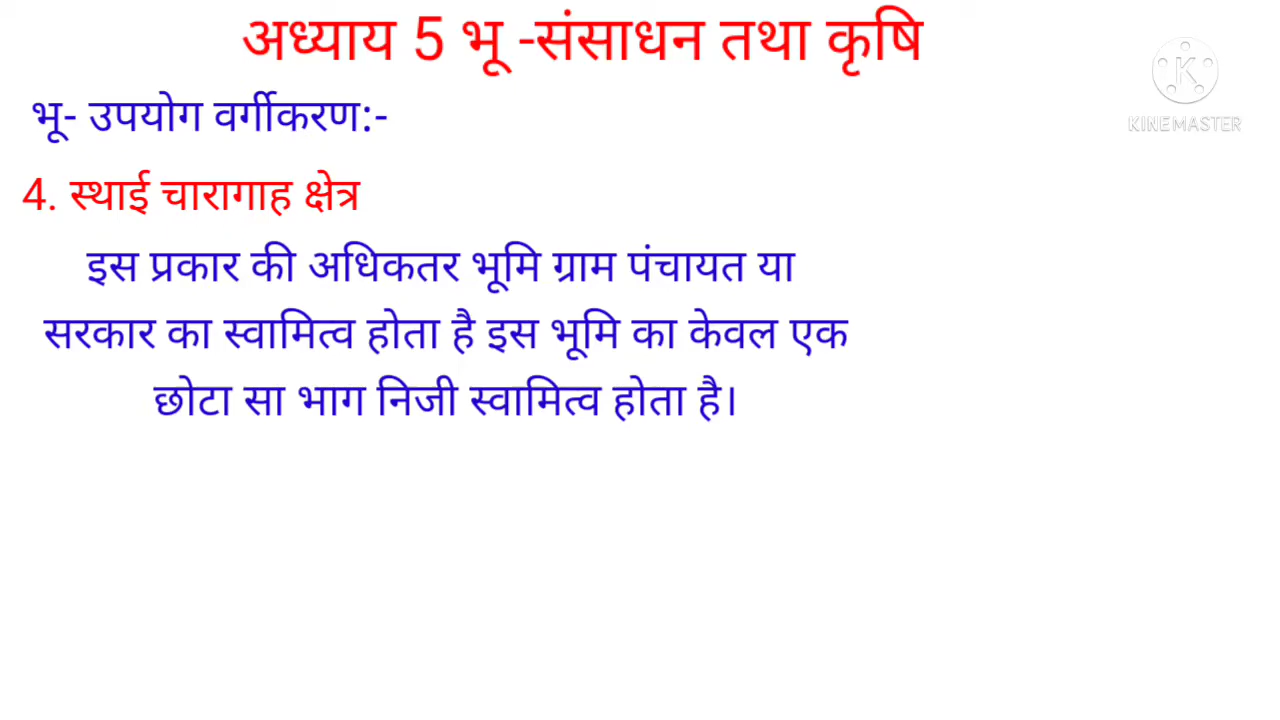 अध्याय 5 भू -संसाधन तथा कृषि
KINEMASTER
भू- उपयोग वर्गीकरण:-
4. स्थाई चारागाह क्षेत्र
इस प्रकार की अधिकतर भूमि ग्राम पंचायत या
सरकार का स्वामित्व होता है इस भूमि का केवल एक
छोटा सा भाग निजी स्वामित्व होता है।